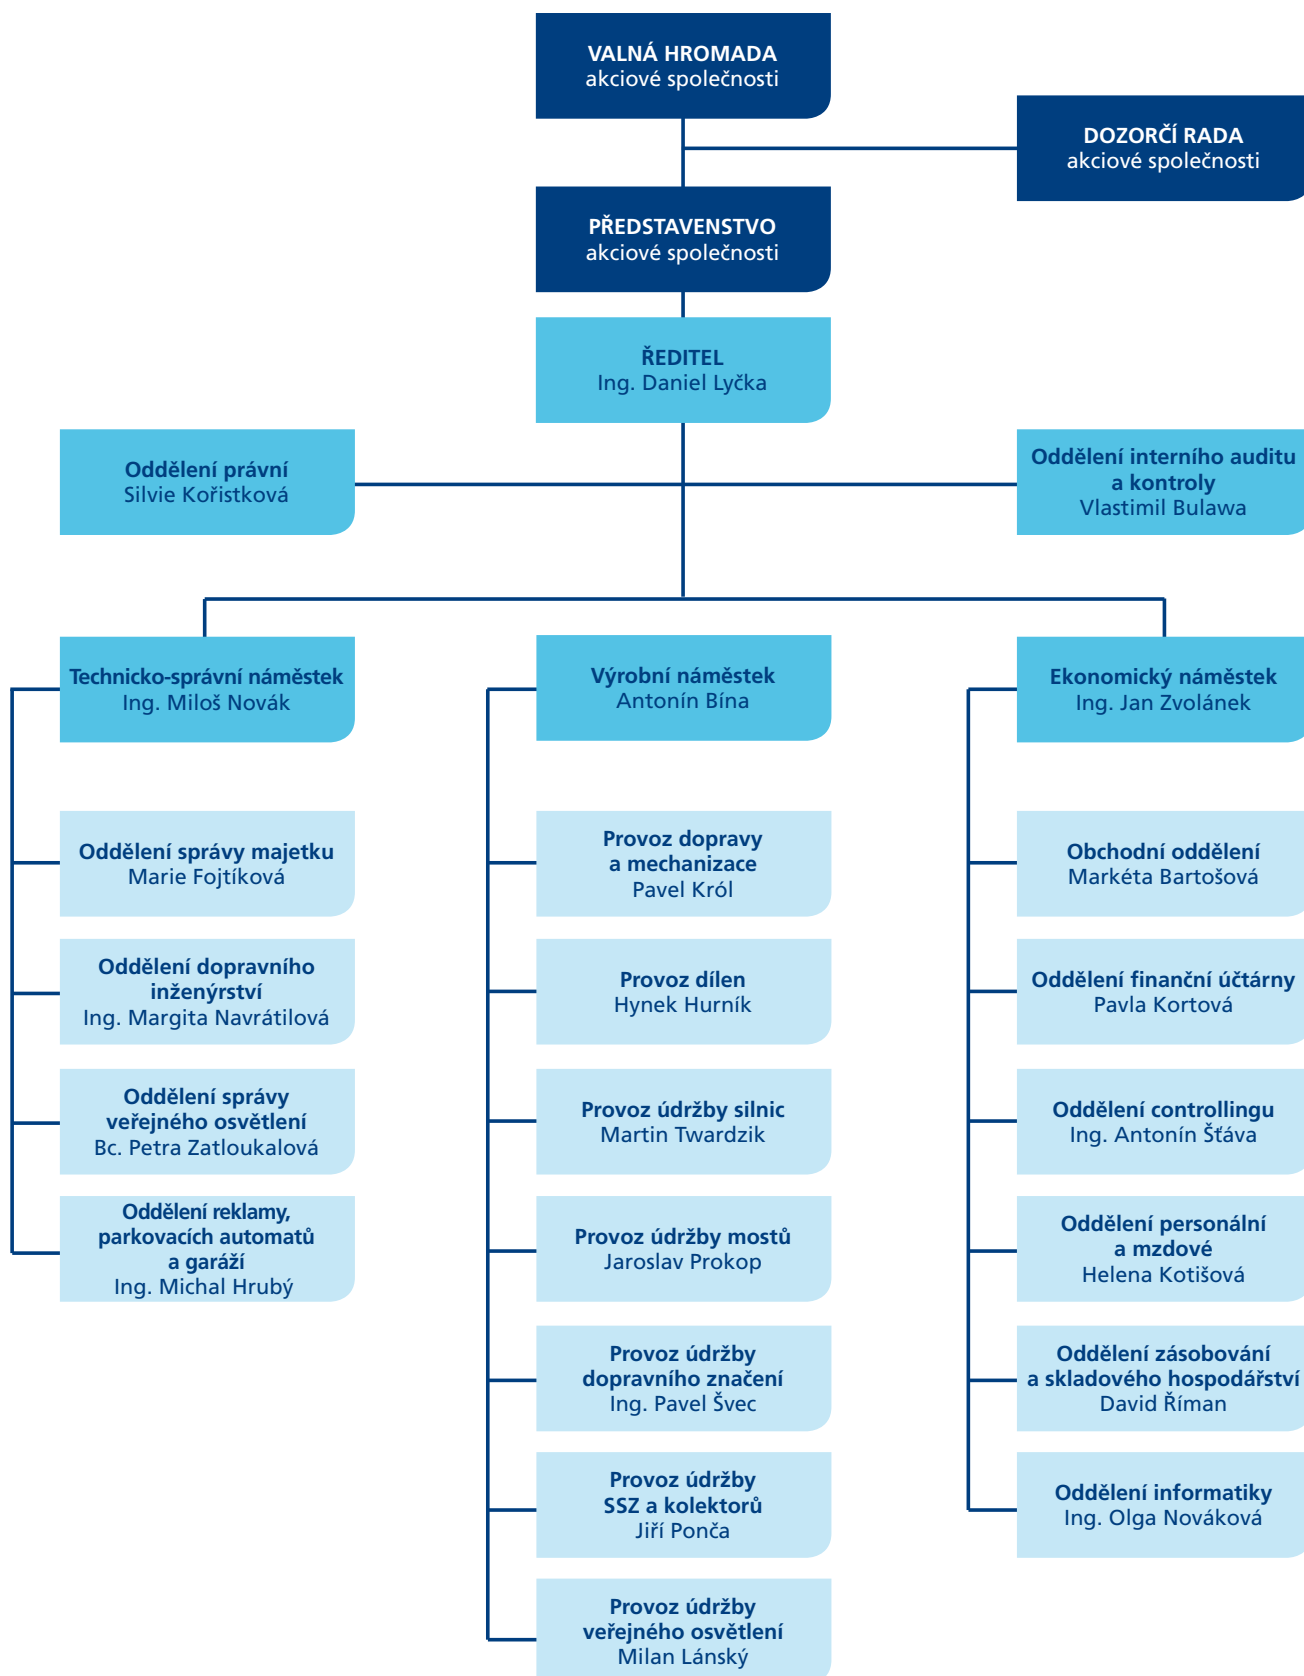 VALNÁ HROMADA
akciové společnosti
DOZORČÍ RADA
akciové společnosti
PŘEDSTAVENSTVO
akciové společnosti
ŘEDITEL
Ing. Daniel Lyčka
Oddělení právní
Silvie Kořistková
Oddělení interního auditu
a kontroly
Vlastimil Bulawa
Technicko-správní náměstek
Ing. Miloš Novák
Oddělení správy majetku
Marie Fojtíková
Oddělení dopravního
inženýrství
Ing. Margita Navrátilová
Oddělení správy
veřejného osvětlení
Bc. Petra Zatloukalová
Oddělení reklamy,
parkovacích automatů
a garáží
Ing. Michal Hrubý
Výrobní náměstek
Antonín Bína
Provoz dopravy
a mechanizace
Pavel Król
Provoz dílen
Hynek Hurník
Provoz údržby silnic
Martin Twardzik
Provoz údržby mostů
Jaroslav Prokop
Provoz údržby
dopravního značení
Ing. Pavel Švec
Provoz údržby
SSZ a kolektorů
Jiří Ponča
Provoz údržby
veřejného osvětlení
Milan Lánský
Ekonomický náměstek
Ing. Jan Zvolánek
Obchodní oddělení
Markéta Bartošová
Oddělení finanční účtárny
Pavla Kortová
Oddělení controllingu
Ing. Antonín Šťáva
Oddělení personální
a mzdové
Helena Kotišová
Oddělení zásobování
a skladového hospodářství
David Říman
Oddělení informatiky
Ing. Olga Nováková